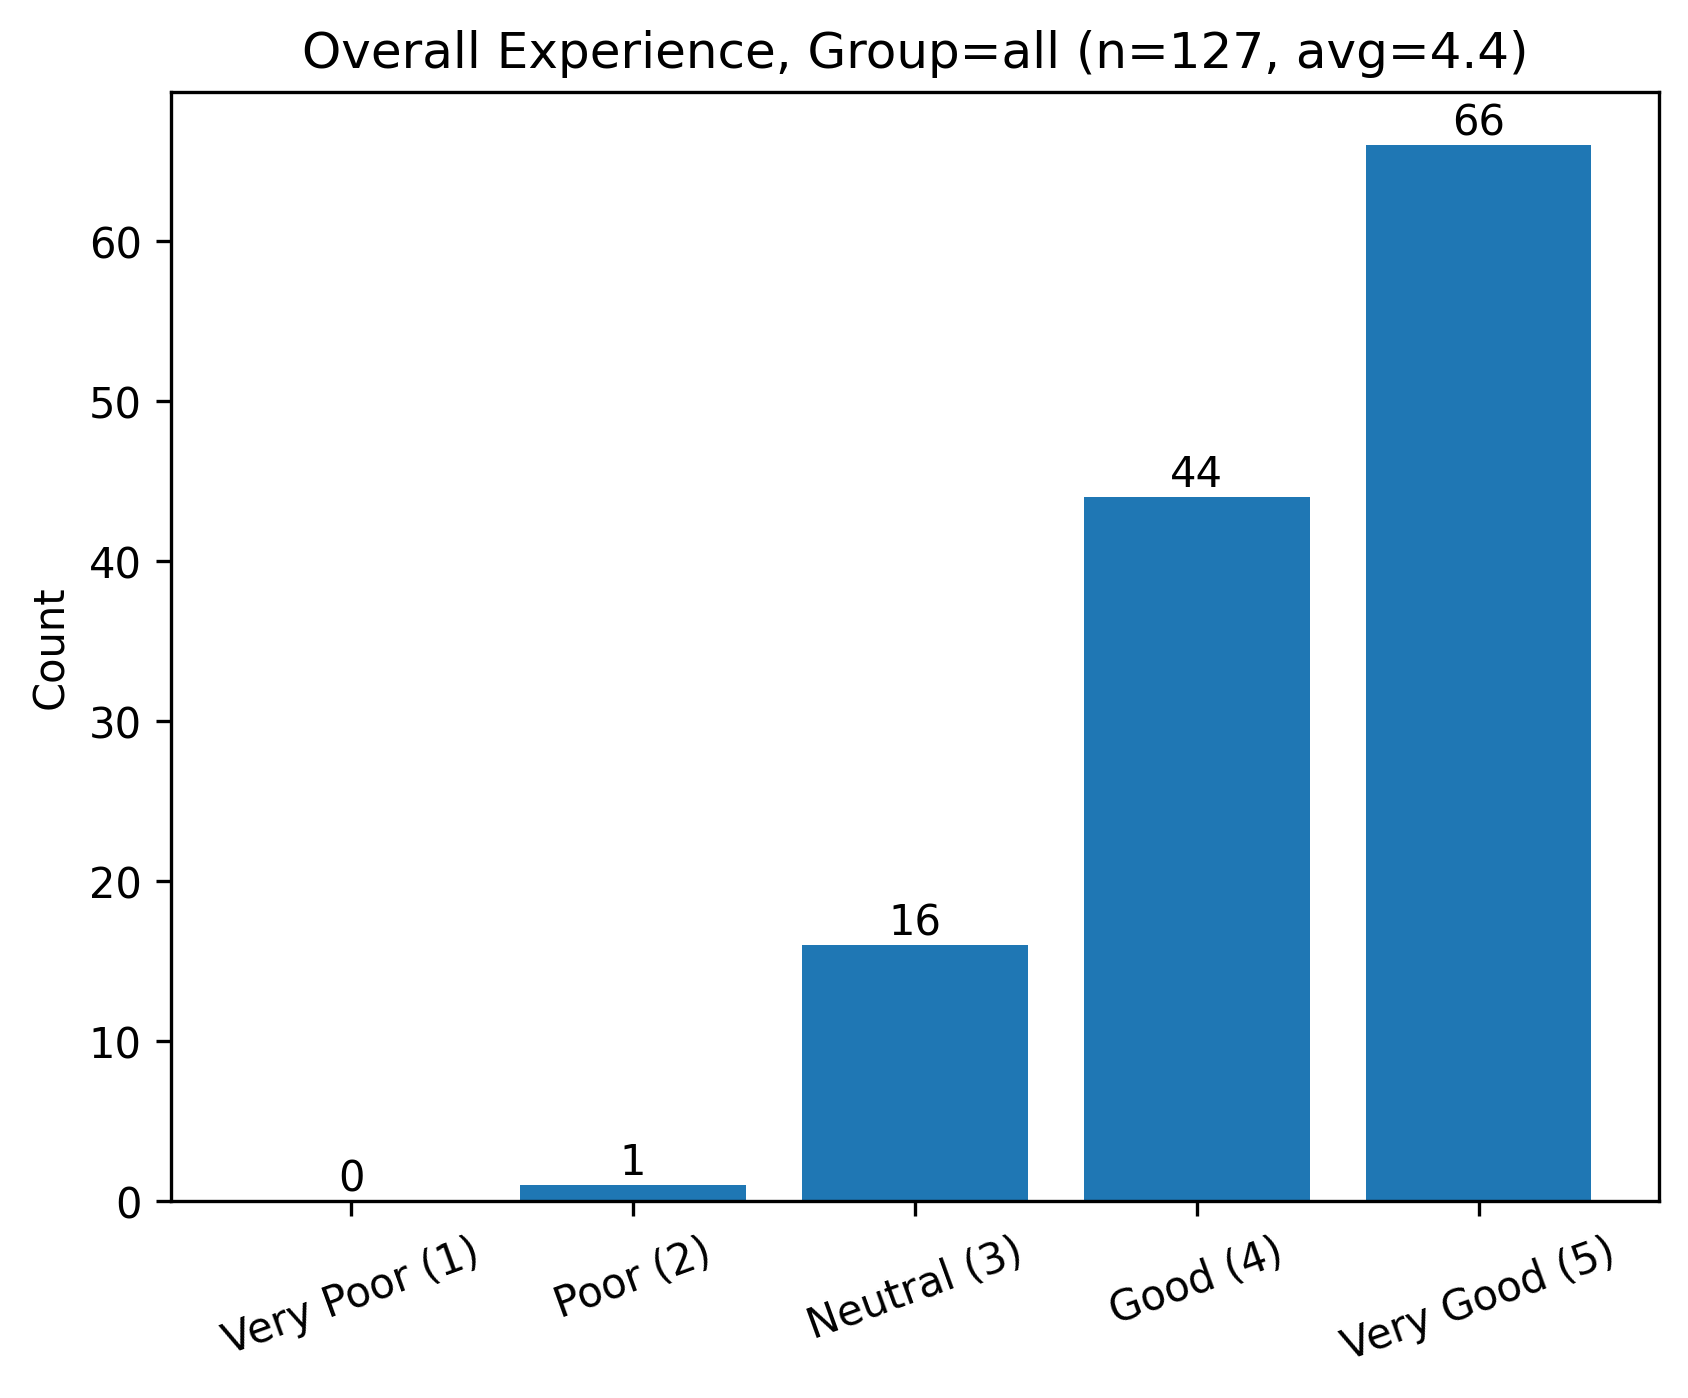 Overall Experience, Group=all (n=127, avg=4.4)
66
60
50
44
40
Count
30
20
16
10
1
0
0
Very Poor (1)
Poor (2)
Neutral (3)
Good (4)
Very Good (5)